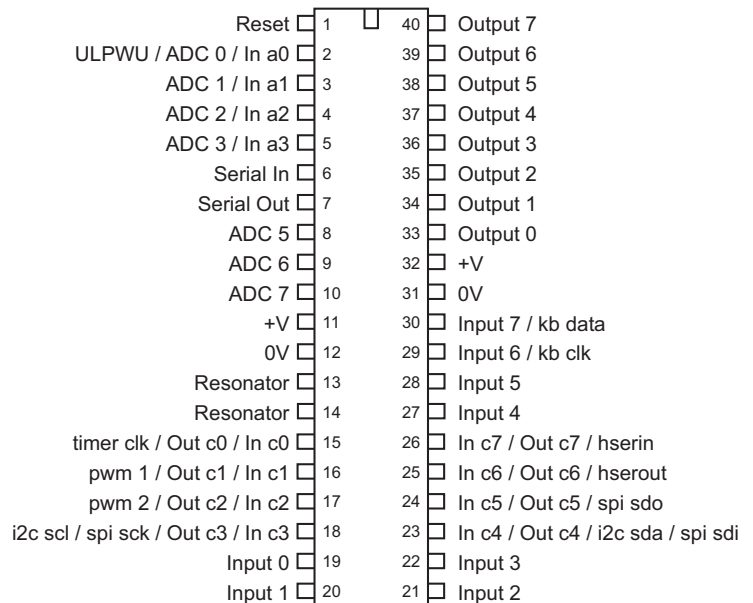 Reset 1 40 Output 7
ULPWU / ADC 0 / In a0 2 39 Output 6
ADC 1 / In a1 3 38 Output 5
ADC 2 / In a2 4 37 Output 4
ADC 3 / In a3 5 36 Output 3
Serial In 6 35 Output 2
Serial Out 7 34 Output 1
ADC 5 8 33 Output 0
ADC 6 9 32 +V
ADC 7 10 31 0V
+V 11 30 Input 7 / kb data
0V 12 29 Input 6 / kb clk
Resonator 13 28 Input 5
Resonator 14 27 Input 4
timer clk / Out c0 / In c0 15 26 In c7 / Out c7 / hserin
pwm 1 / Out c1 / In c1 16 25 In c6 / Out c6 / hserout
pwm 2 / Out c2 / In c2 17 24 In c5 / Out c5 / spi sdo
i2c scl / spi sck / Out c3 / In c3 18 23 In c4 / Out c4 / i2c sda / spi sdi
Input 0 19 22 Input 3
Input 1 20 21 Input 2